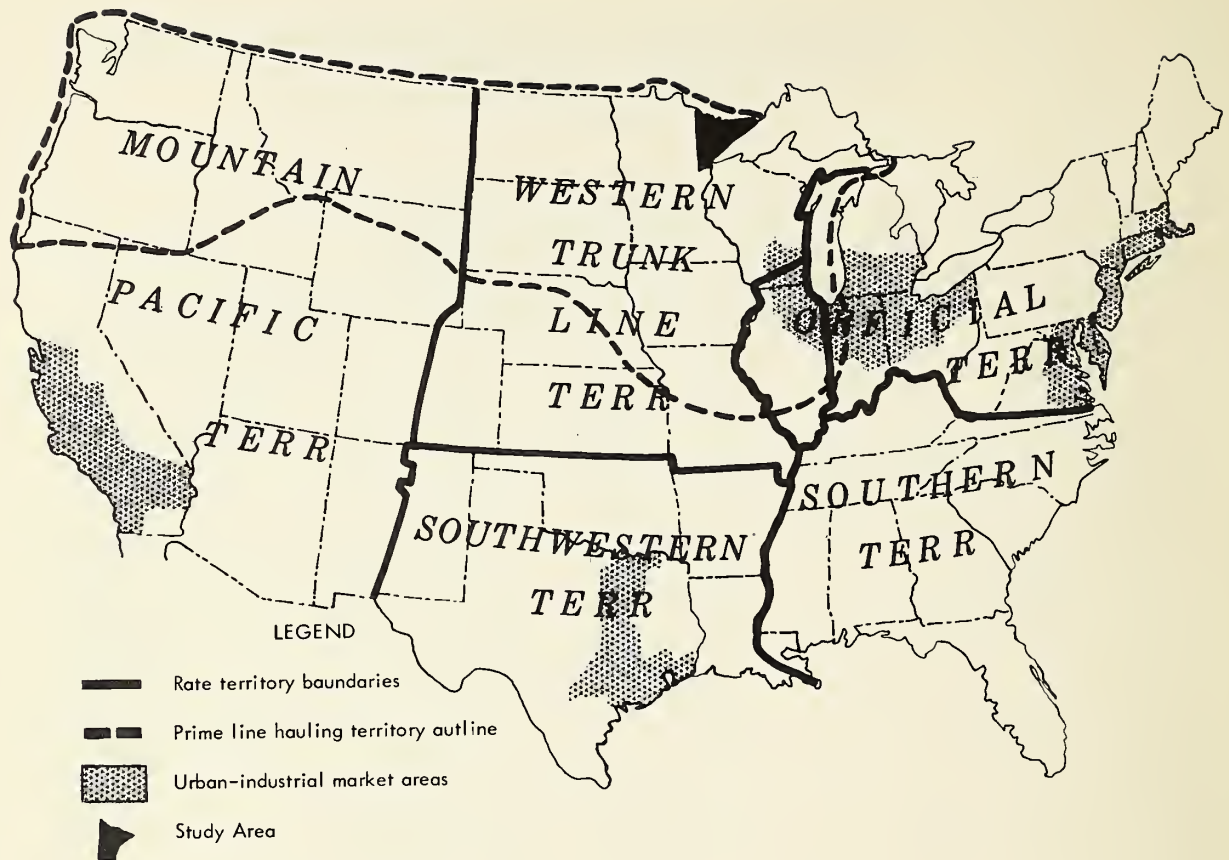 MOUNTAIN
PACIFIC
TERR
WESTERN
TRUNK
LINE
TERR
OFFICIAL
TERR
SOUTHWESTERN
TERR
SOUTHERN
TERR
LEGEND
Rate territory baundaries
Prime line hauling territory autline
Urban-industrial market areas
Study Area